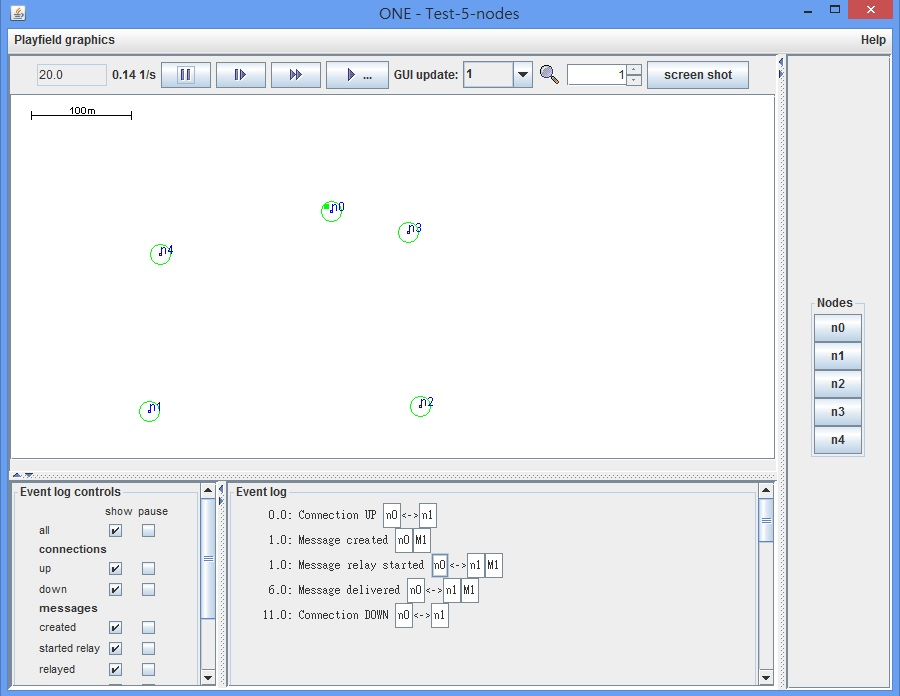 ONE - Test-5-nodes
Playfield graphics Help
20.0 0.14 1/s ... GUI update: 1 1 screen shot
100m
n0
n3
n4
n1
n2
Nodes
n0
n1
n2
n3
n4
Event log controls
show pause
all
connections
up
down
messages
created
started relay
relayed
Event log
0.0: Connection UP n0 <-> n1
1.0: Message created n0 M1
1.0: Message relay started n0 <-> n1 M1
6.0: Message delivered n0 <-> n1 M1
11.0: Connection DOWN n0 <-> n1